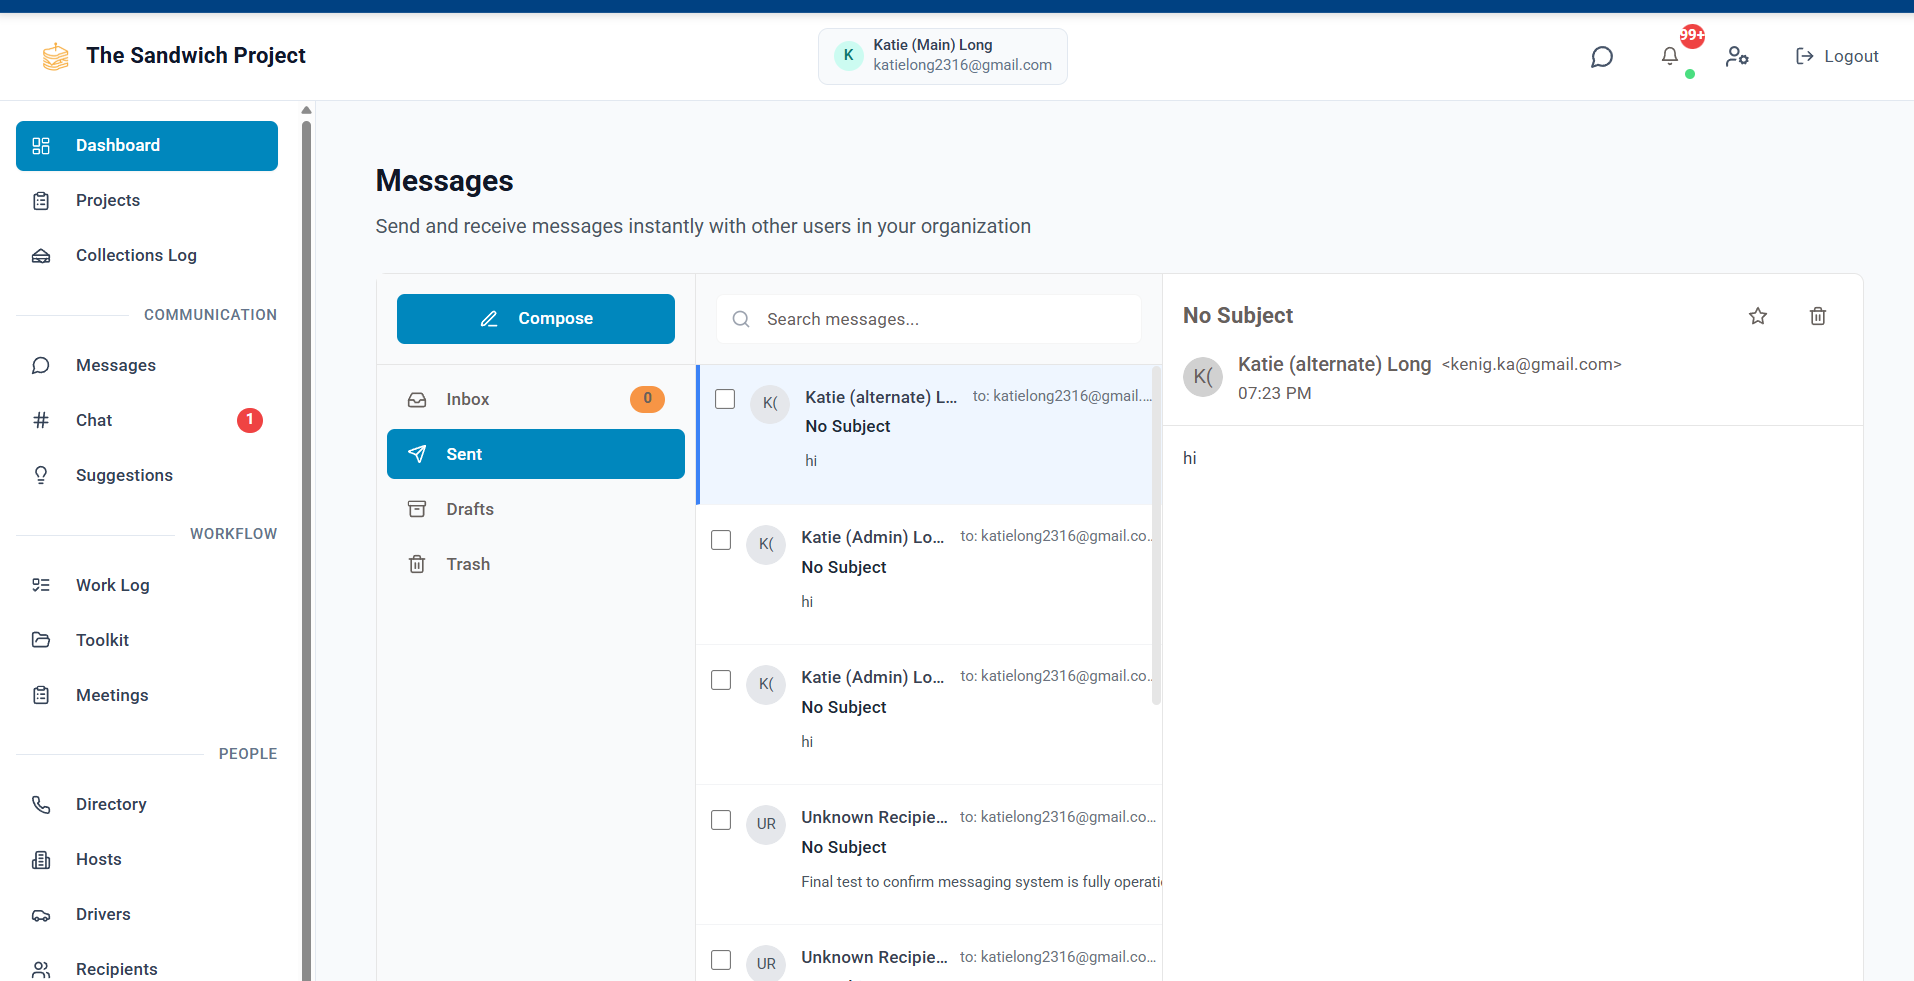 The Sandwich Project
K
Katie (Main) Long
katielong2316@gmail.com
99+
Logout
Dashboard
Projects
Collections Log
COMMUNICATION
Messages
Chat
1
Suggestions
WORKFLOW
Work Log
Toolkit
Meetings
PEOPLE
Directory
Hosts
Drivers
Recipients
Messages
Send and receive messages instantly with other users in your organization
Compose
Inbox
0
Sent
Drafts
Trash
Search messages...
K(
Katie (alternate) L...
to: katielong2316@gmail....
No Subject
hi
K(
Katie (Admin) Lo...
to: katielong2316@gmail.co...
No Subject
hi
K(
Katie (Admin) Lo...
to: katielong2316@gmail.co...
No Subject
hi
UR
Unknown Recipie...
to: katielong2316@gmail.co...
No Subject
Final test to confirm messaging system is fully operati
UR
Unknown Recipie...
to: katielong2316@gmail.co...
No Subject
K(
Katie (alternate) Long <kenig.ka@gmail.com>
07:23 PM
hi